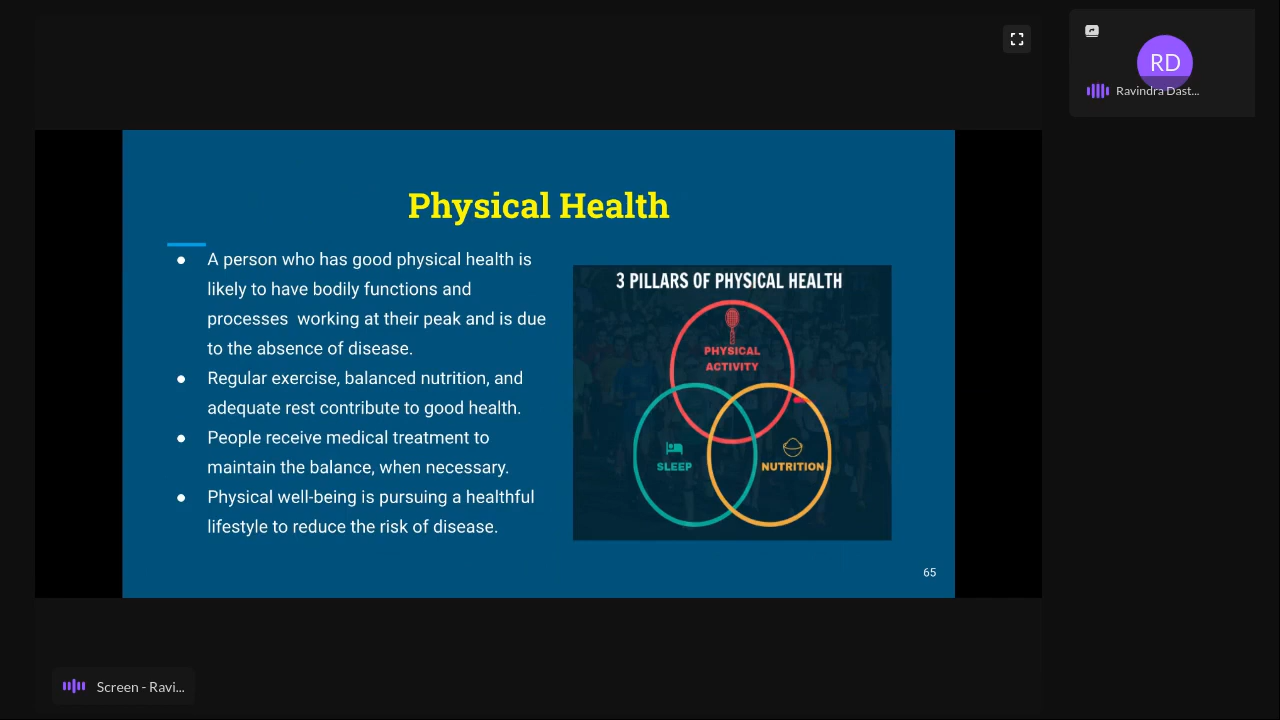 RD
Ravindra Dast...
Physical Health
A person who has good physical health is
likely to have bodily functions and
processes  working at their peak and is due
to the absence of disease.
Regular exercise, balanced nutrition, and
adequate rest contribute to good health.
People receive medical treatment to
maintain the balance, when necessary.
Physical well-being is pursuing a healthful
lifestyle to reduce the risk of disease.
3 PILLARS OF PHYSICAL HEALTH
PHYSICAL
ACTIVITY
SLEEP
NUTRITION
65
Screen - Ravi...